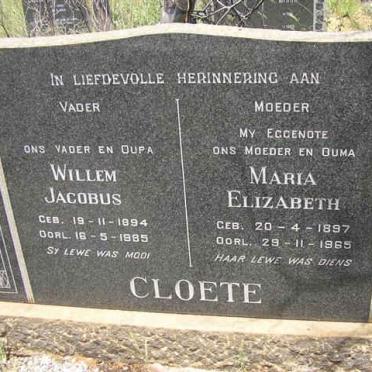 IN LIEFDEVOLLE HERINNERING AAN
VADER
ONS VADER EN OUPA
WILLEM
JACOBUS
GEB. 19-11-1894
OORL. 16-5-1985
SY LEWE WAS MOOI
MOEDER
MY EGGENOTE
ONS MOEDER EN OUMA
MARIA
ELIZABETH
GEB. 20-4-1897
OORL. 29-11-1965
HAAR LEWE WAS DIENS
CLOETE